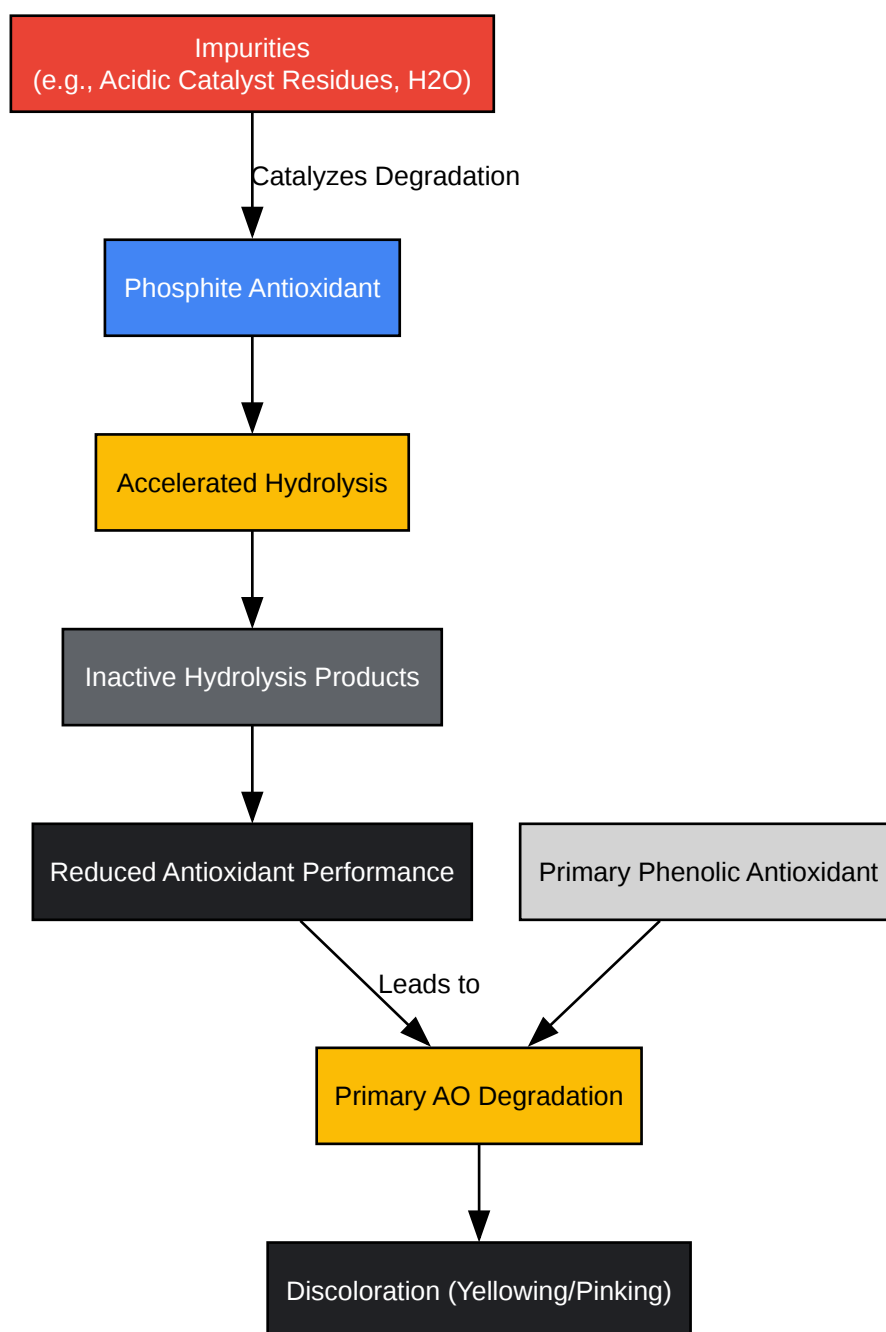 Impurities
(e.g., Acidic Catalyst Residues, H2O)
Catalyzes Degradation
Phosphite Antioxidant
Accelerated Hydrolysis
Inactive Hydrolysis Products
Reduced Antioxidant Performance
Primary Phenolic Antioxidant
Leads to
Primary AO Degradation
Discoloration (Yellowing/Pinking)